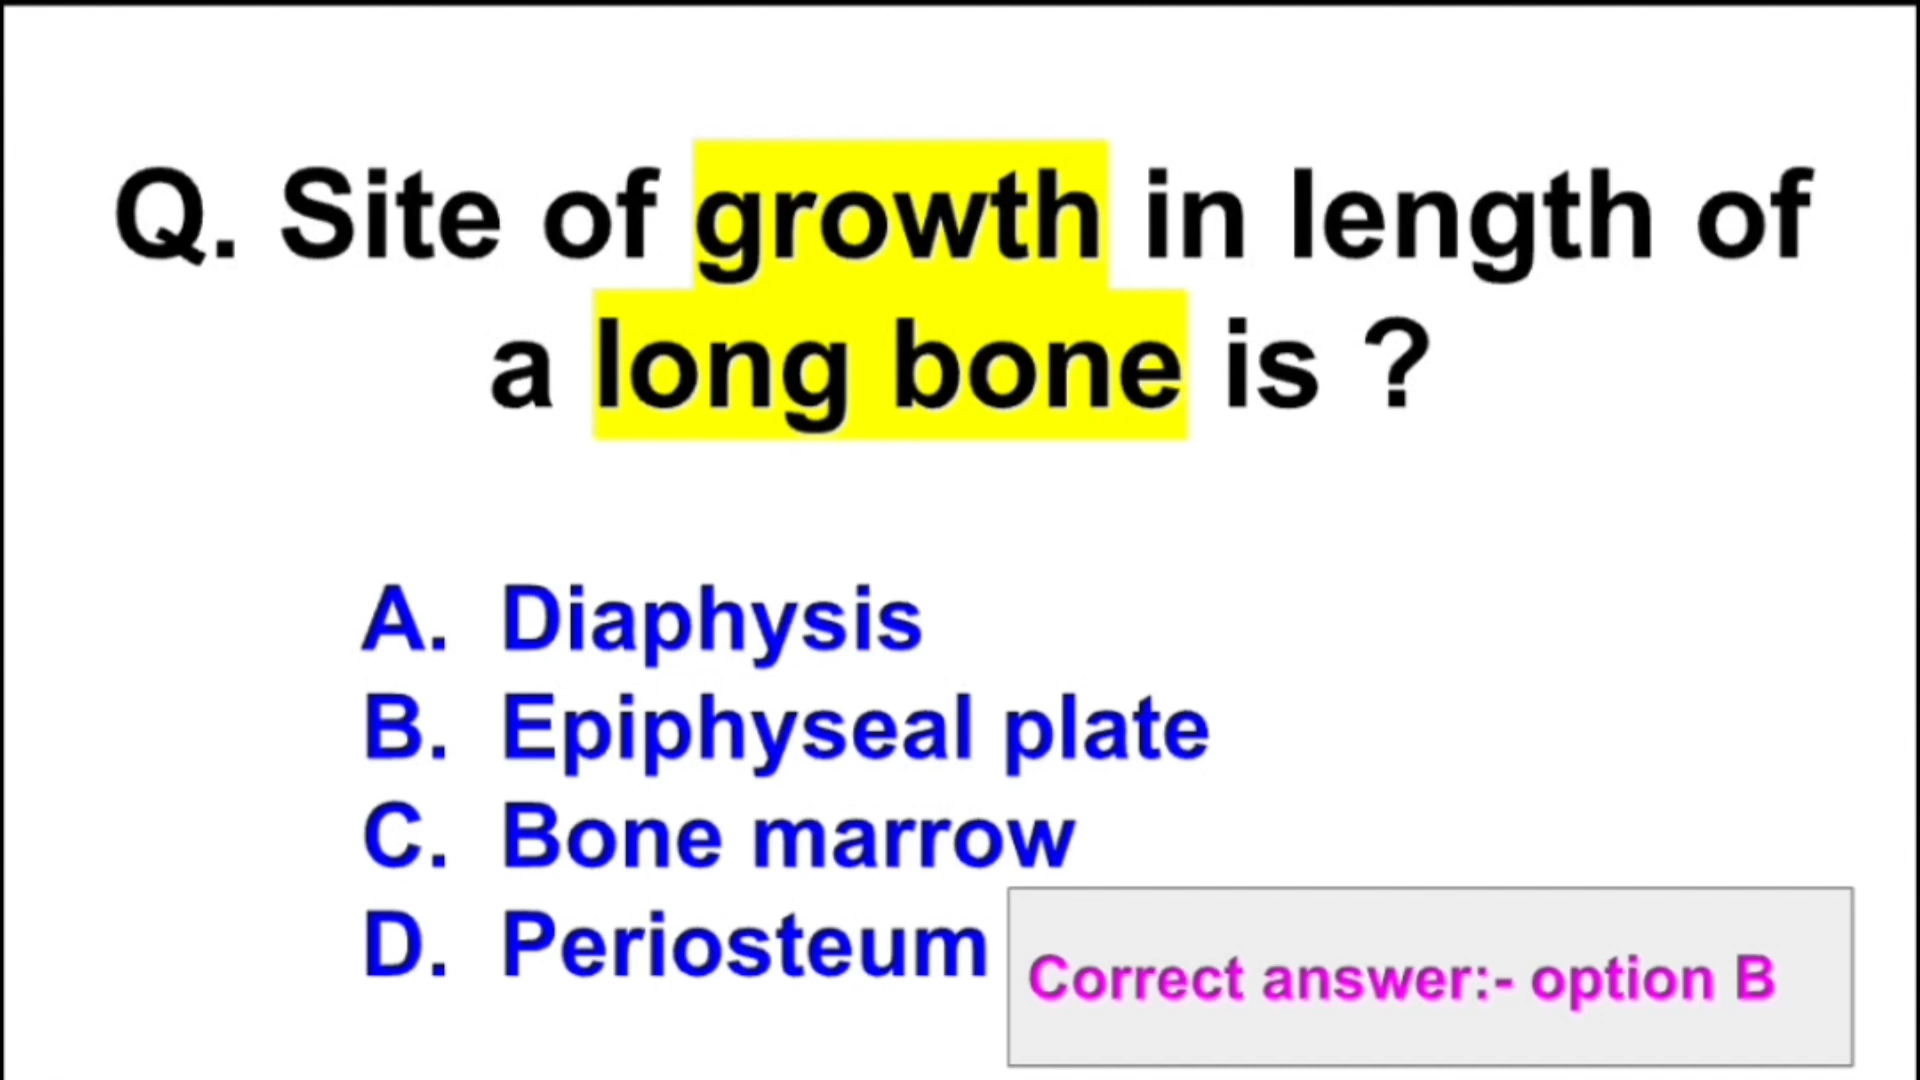 Q. Site of growth in length of
a long bone is ?
A. Diaphysis
B. Epiphyseal plate
C. Bone marrow
D. Periosteum
Correct answer:- option B